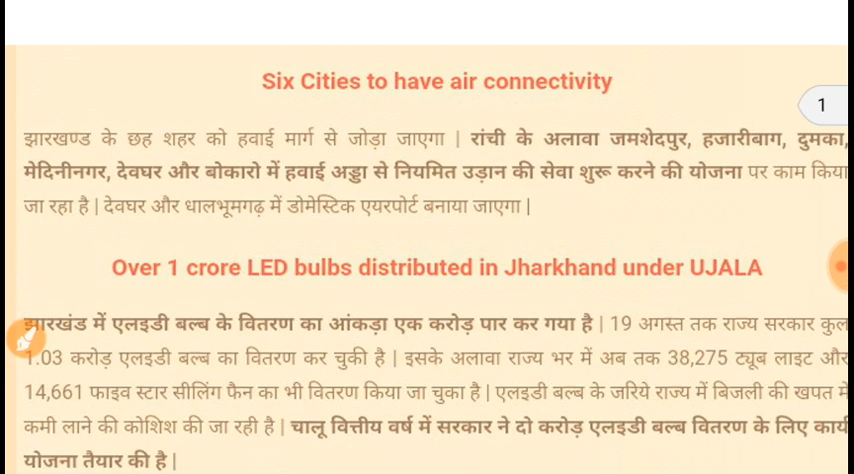 Six Cities to have air connectivity
1
झारखण्ड के छह शहर को हवाई मार्ग से जोड़ा जाएगा | रांची के अलावा जमशेदपुर, हजारीबाग, दुमका,
मेदिनीनगर, देवघर और बोकारो में हवाई अड्डा से नियमित उड़ान की सेवा शुरू करने की योजना पर काम किया
जा रहा है | देवघर और धालभूमगढ़ में डोमेस्टिक एयरपोर्ट बनाया जाएगा |
Over 1 crore LED bulbs distributed in Jharkhand under UJALA
झारखंड में एलइडी बल्ब के वितरण का आंकड़ा एक करोड़ पार कर गया है | 19 अगस्त तक राज्य सरकार कुल
1.03 करोड़ एलइडी बल्ब का वितरण कर चुकी है | इसके अलावा राज्य भर में अब तक 38,275 ट्यूब लाइट और
14,661 फाइव स्टार सीलिंग फैन का भी वितरण किया जा चुका है | एलइडी बल्ब के जरिये राज्य में बिजली की खपत में
कमी लाने की कोशिश की जा रही है | चालू वित्तीय वर्ष में सरकार ने दो करोड़ एलइडी बल्ब वितरण के लिए कार्य
योजना तैयार की है |